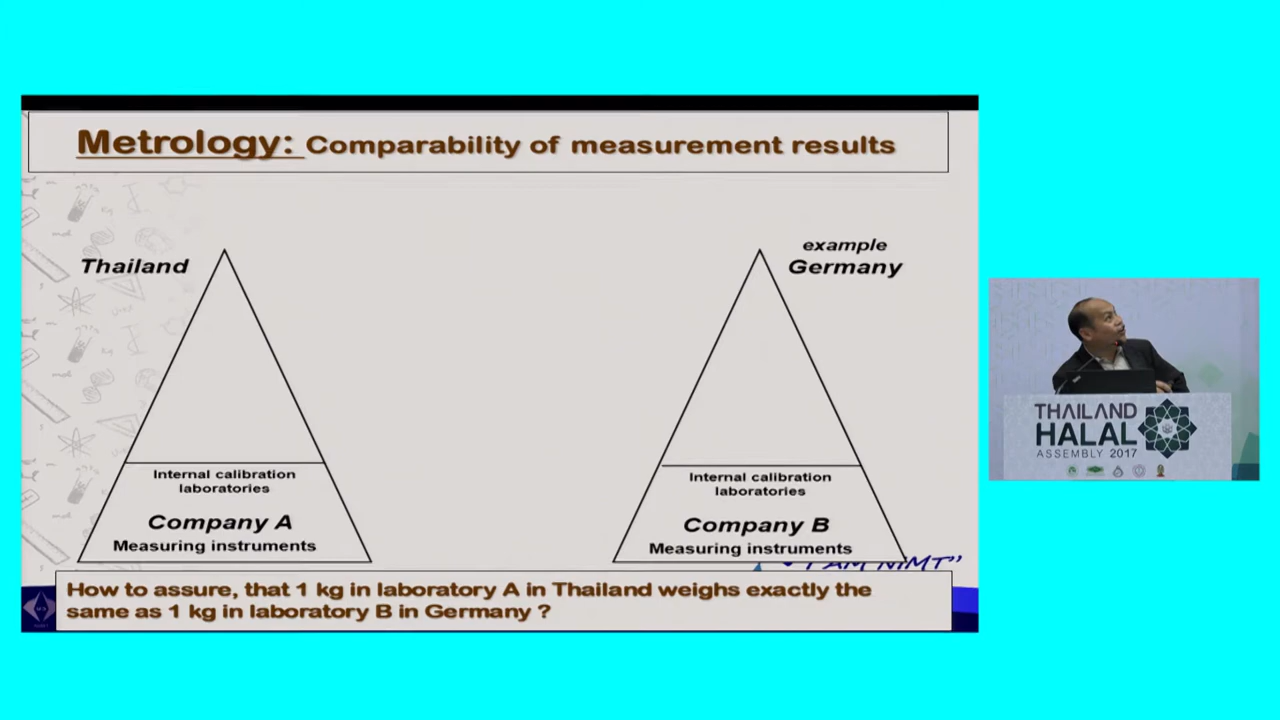 Metrology: Comparability of measurement results
Thailand
example
Germany
Internal calibration
laboratories
Company A
Measuring instruments
Internal calibration
laboratories
Company B
Measuring instruments
"I AM NIMT"
How to assure, that 1 kg in laboratory A in Thailand weighs exactly the
same as 1 kg in laboratory B in Germany ?
THAILAND
HALAL
ASSEMBLY 2017